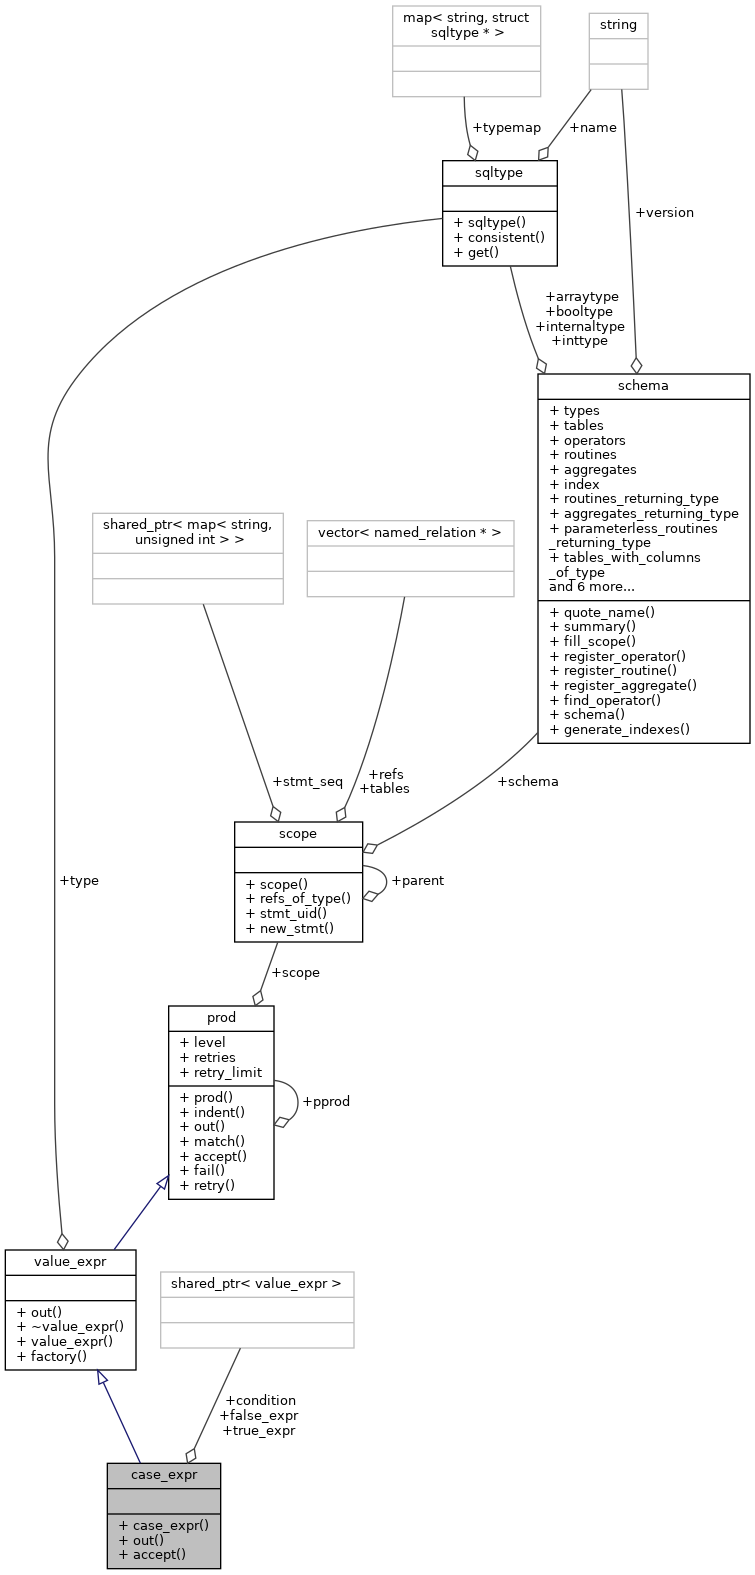 map< string, struct
sqltype * >
string
+typemap
+name
sqltype
+ sqltype()
+ consistent()
+ get()
+version
+arraytype
+booltype
+internaltype
+inttype
schema
+ types
+ tables
+ operators
+ routines
+ aggregates
+ index
+ routines_returning_type
+ aggregates_returning_type
+ parameterless_routines
_returning_type
+ tables_with_columns
_of_type
and 6 more...
+ quote_name()
+ summary()
+ fill_scope()
+ register_operator()
+ register_routine()
+ register_aggregate()
+ find_operator()
+ schema()
+ generate_indexes()
shared_ptr< map< string,
unsigned int > >
vector< named_relation * >
+stmt_seq
+refs
+tables
+schema
scope
+ scope()
+ refs_of_type()
+ stmt_uid()
+ new_stmt()
+parent
+type
+scope
prod
+ level
+ retries
+ retry_limit
+ prod()
+ indent()
+ out()
+ match()
+ accept()
+ fail()
+ retry()
+pprod
value_expr
+ out()
+ ~value_expr()
+ value_expr()
+ factory()
shared_ptr< value_expr >
+condition
+false_expr
+true_expr
case_expr
+ case_expr()
+ out()
+ accept()